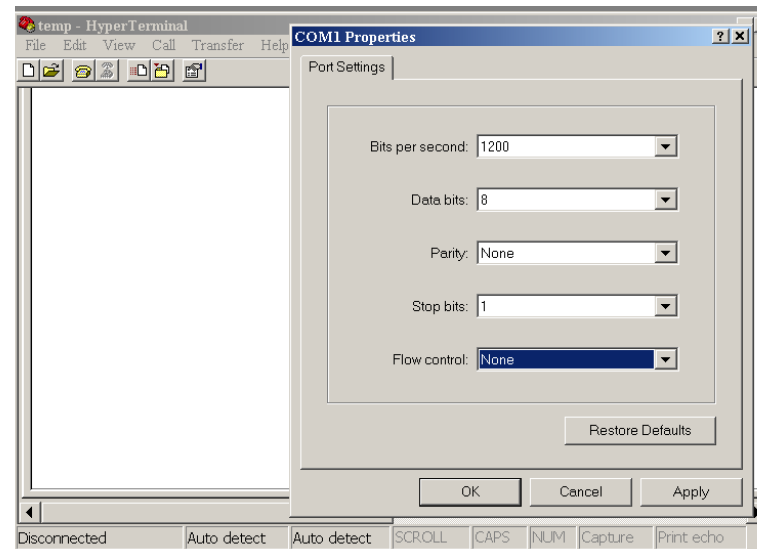 temp - HyperTerminal
File Edit View Call Transfer Help
COM1 Properties
Port Settings
Bits per second: 1200
Data bits: 8
Parity: None
Stop bits: 1
Flow control: None
Restore Defaults
OK Cancel Apply
Disconnected Auto detect Auto detect SCROLL CAPS NUM Capture Print echo